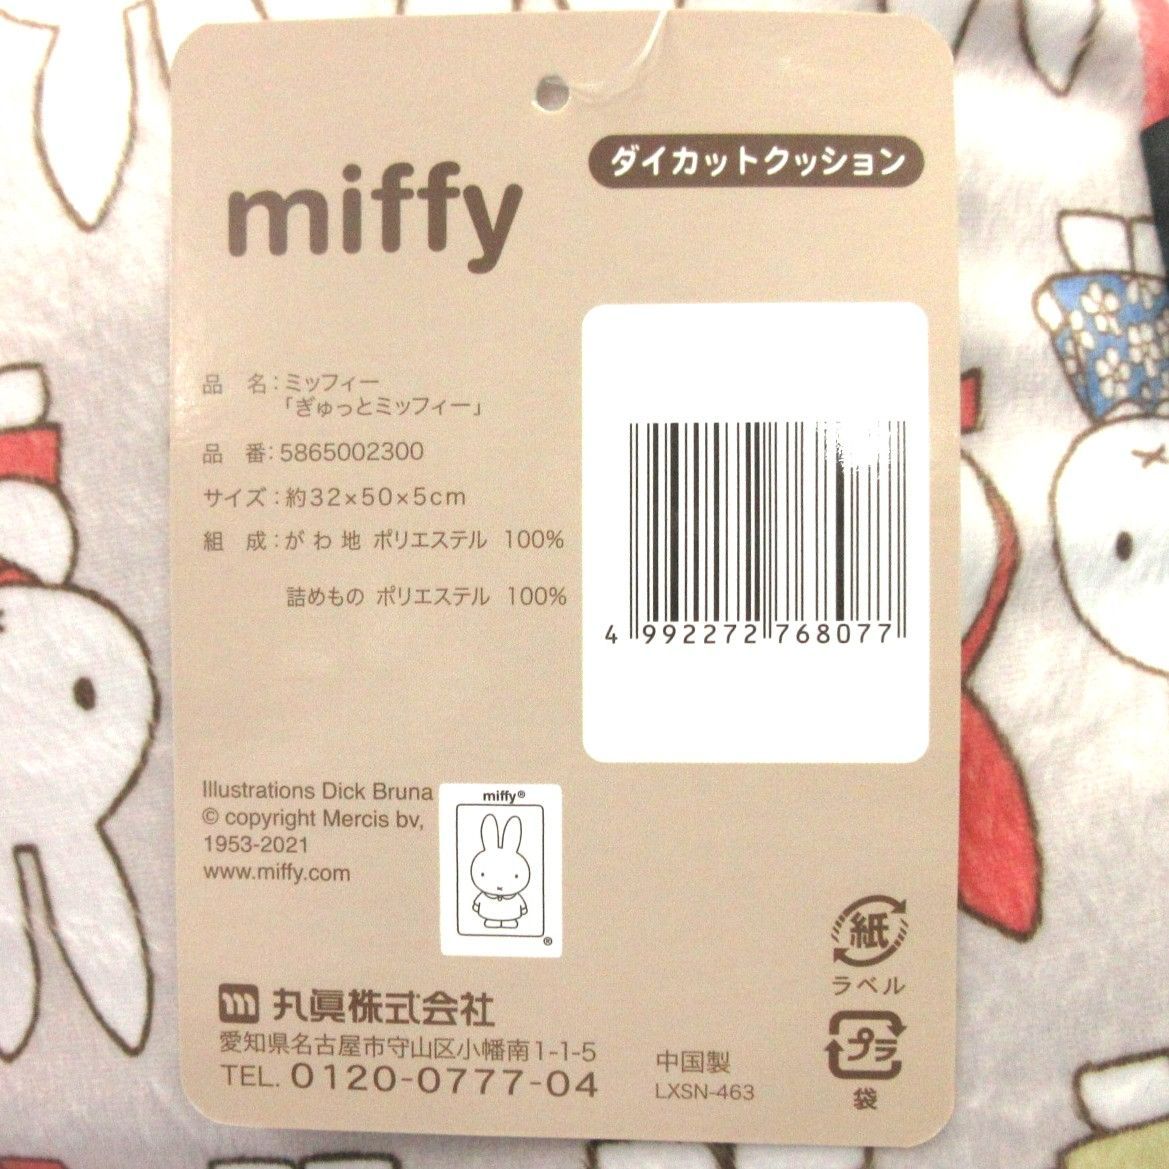 miffy
ダイカットクッション
品 名:ミッフィー
「ぎゅっとミッフィー」
品 番:5865002300
サイズ:約32×50×5cm
組 成:がわ地 ポリエステル 100%
詰めもの ポリエステル 100%
4 992272 768077
Illustrations Dick Bruna
© copyright Mercis bv,
1953-2021
www.miffy.com
miffy®
®
m 丸眞株式会社
愛知県名古屋市守山区小幡南1-1-5
TEL. 0120-0777-04
中国製
LXSN-463
紙
ラベル
プラ
袋